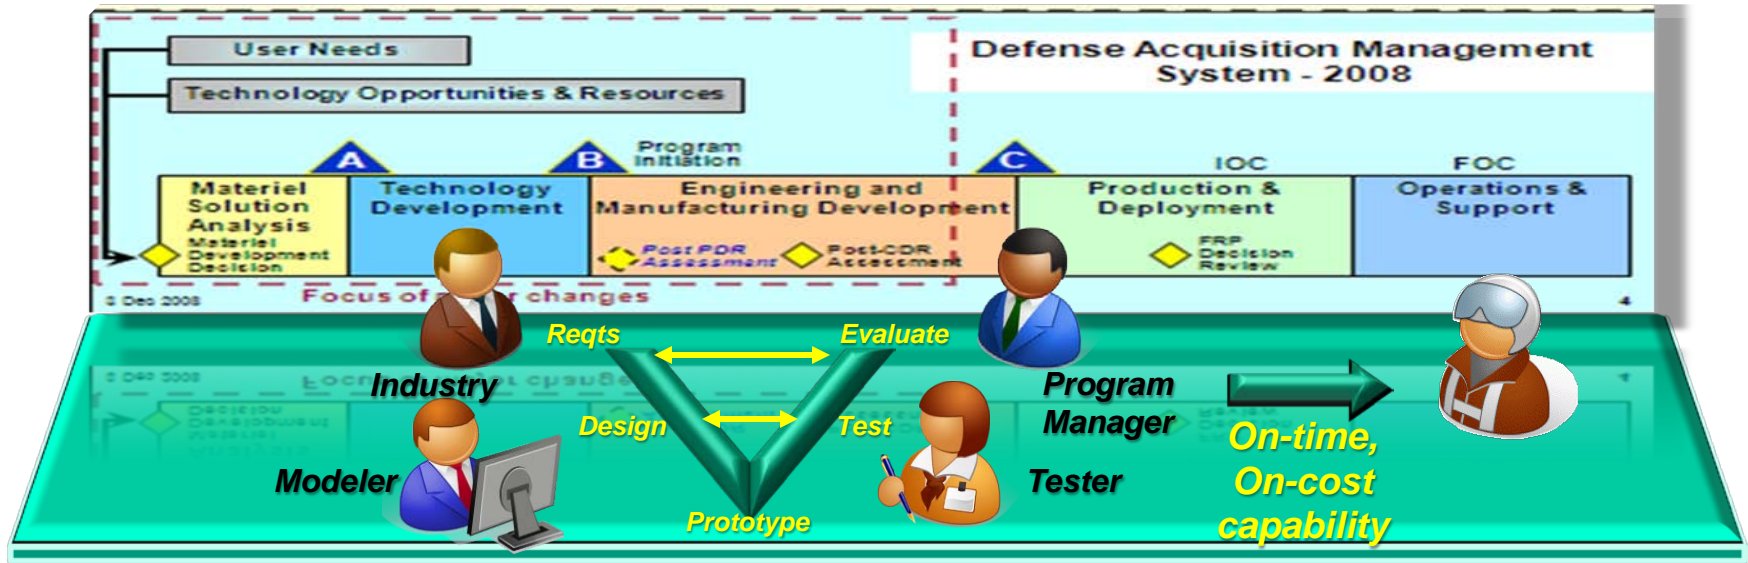 User Needs
Defense Acquisition Management
System - 2008
Technology Opportunities & Resources
A
B
Program
Initiation
C
IOC
FOC
Materiel
Solution
Analysis
Materiel
Development
Decision
Technology
Development
Engineering and
Manufacturing Development
Post PDR
Assessment
Post-CDR
Assessment
Production &
Deployment
FRP
Decision
Review
Operations &
Support
8 Dec 2008
Focus of changes
4
Reqts
Evaluate
Industry
Program
Manager
Design
Test
Modeler
Tester
Prototype
On-time,
On-cost
capability